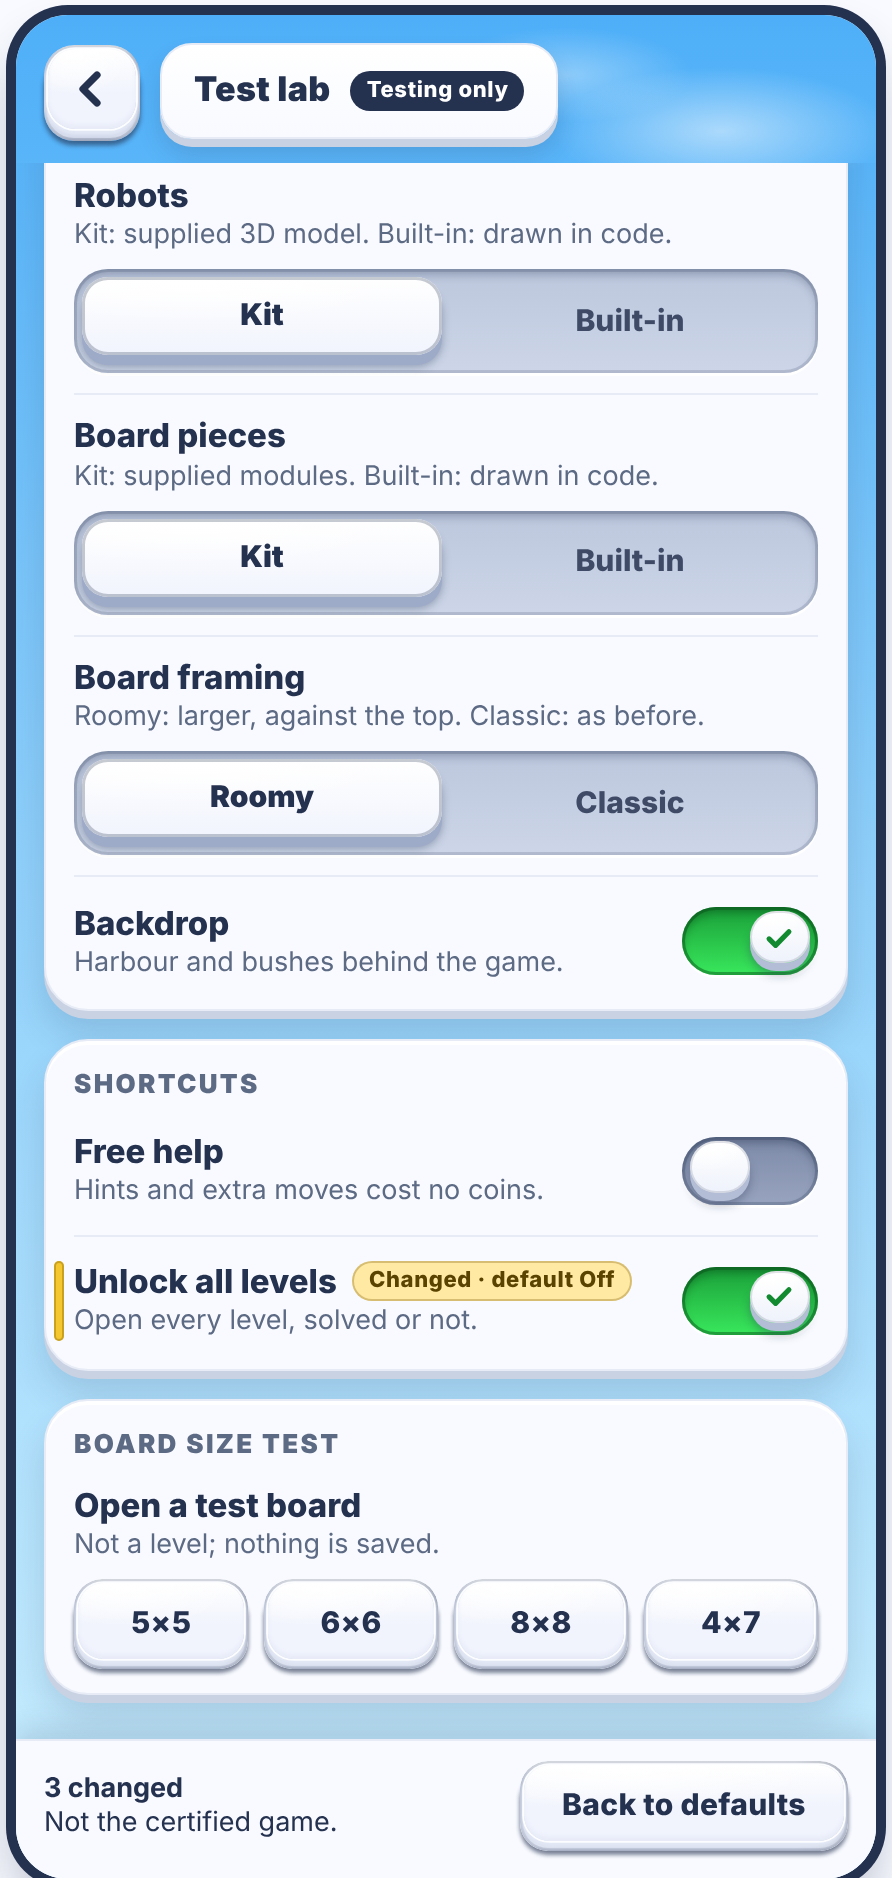 Test lab Testing only
Robots
Kit: supplied 3D model. Built-in: drawn in code.
Kit Built-in
Board pieces
Kit: supplied modules. Built-in: drawn in code.
Kit Built-in
Board framing
Roomy: larger, against the top. Classic: as before.
Roomy Classic
Backdrop
Harbour and bushes behind the game.
SHORTCUTS
Free help
Hints and extra moves cost no coins.
Unlock all levels Changed · default Off
Open every level, solved or not.
BOARD SIZE TEST
Open a test board
Not a level; nothing is saved.
5×5 6×6 8×8 4×7
3 changed
Not the certified game.
Back to defaults